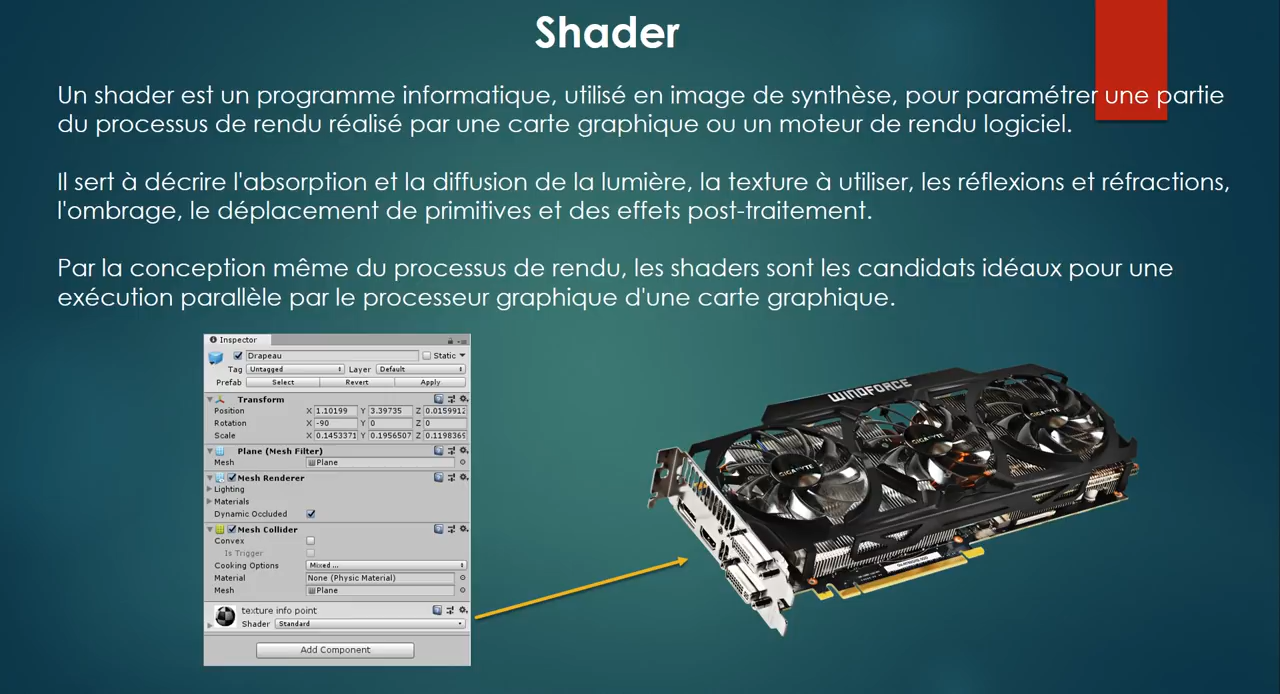 Shader
Un shader est un programme informatique, utilisé en image de synthèse, pour paramétrer une partie
du processus de rendu réalisé par une carte graphique ou un moteur de rendu logiciel.
Il sert à décrire l'absorption et la diffusion de la lumière, la texture à utiliser, les réflexions et réfractions,
l'ombrage, le déplacement de primitives et des effets post-traitement.
Par la conception même du processus de rendu, les shaders sont les candidats idéaux pour une
exécution parallèle par le processeur graphique d'une carte graphique.
Inspector
Drapeau Static
Tag Untagged Layer Default
Prefab Select Revert Apply
Transform
Position X 1.10199 Y 3.39735 Z 0.0159912
Rotation X -90 Y 0 Z 0
Scale X 0.1453371 Y 0.1956507 Z 0.1198369
Plane (Mesh Filter)
Mesh Plane
Mesh Renderer
Lighting
Materials
Dynamic Occluded
Mesh Collider
Convex
Is Trigger
Cooking Options Mixed ...
Material None (Physic Material)
Mesh Plane
texture info point
Shader Standard
Add Component
WINDFORCE
GIGABYTE
GIGABYTE
GIGABYTE